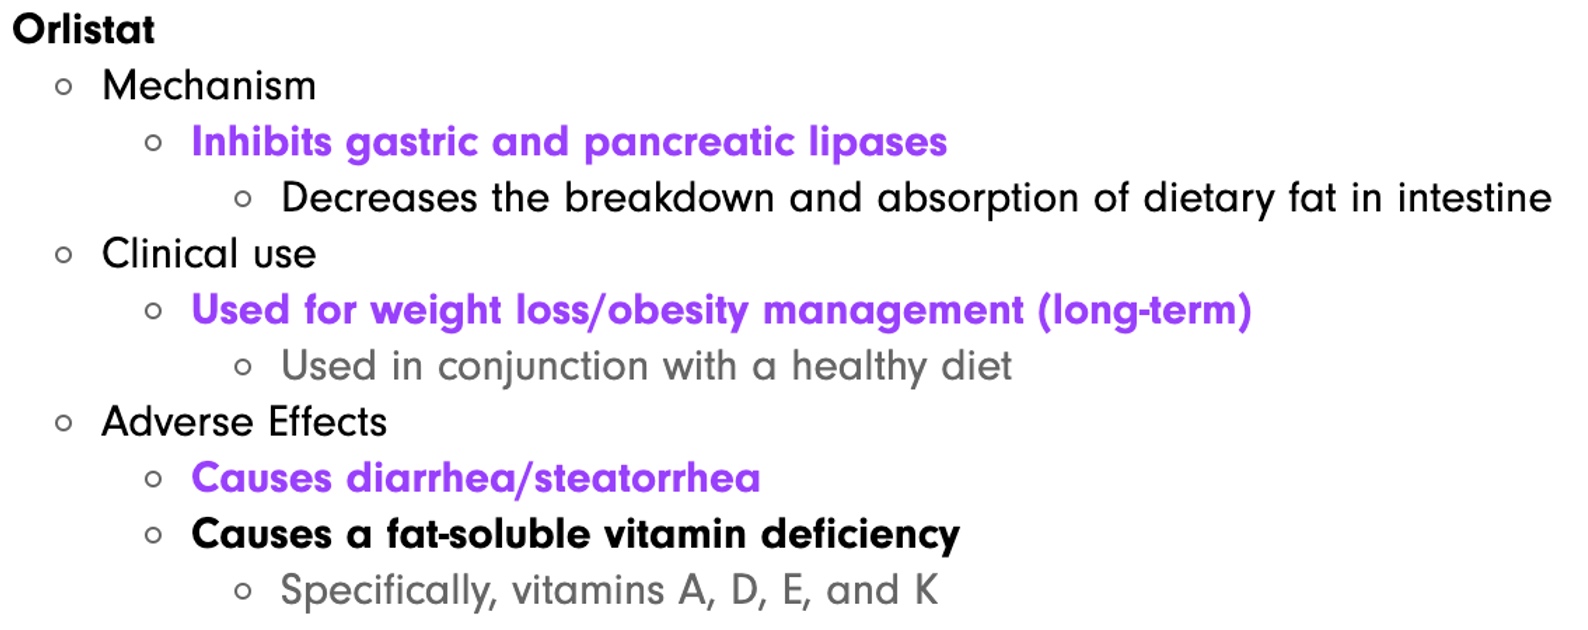 Orlistat
Mechanism
Inhibits gastric and pancreatic lipases
Decreases the breakdown and absorption of dietary fat in intestine
Clinical use
Used for weight loss/obesity management (long-term)
Used in conjunction with a healthy diet
Adverse Effects
Causes diarrhea/steatorrhea
Causes a fat-soluble vitamin deficiency
Specifically, vitamins A, D, E, and K